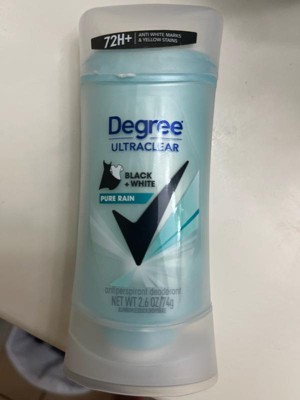 72H+ ANTI WHITE MARKS
& YELLOW STAINS
Degree
ULTRACLEAR
BLACK
+ WHITE
PURE RAIN
antiperspirant deodorant
NET WT 2.6 OZ/74g